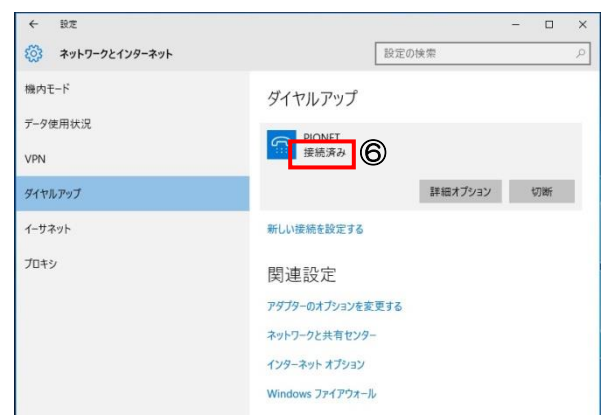 ← 設定
ネットワークとインターネット
設定の検索
機内モード
データ使用状況
VPN
ダイヤルアップ
イーサネット
プロキシ
ダイヤルアップ
PIONET
接続済み ⑥
詳細オプション 切断
新しい接続を設定する
関連設定
アダプターのオプションを変更する
ネットワークと共有センター
インターネット オプション
Windows ファイアウォール